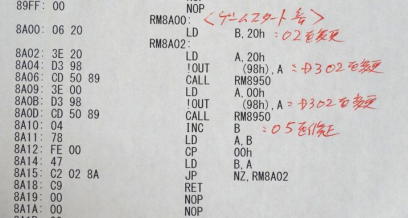 89FF: 00 NOP
RM8A00: <ゲームスタート音>
8A00: 06 20 LD B, 20h :02を変更
RM8A02:
8A02: 3E 20 LD A, 20h
8A04: D3 98 !OUT (98h), A =D302を変更
8A06: CD 50 89 CALL RM8950
8A09: 3E 00 LD A, 00h
8A0B: D3 98 !OUT (98h), A =D302を変更
8A0D: CD 50 89 CALL RM8950
8A10: 04 INC B :05を修正
8A11: 78 LD A, B
8A12: FE 00 CP 00h
8A14: 47 LD B, A
8A15: C2 02 8A JP NZ, RM8A02
8A18: C9 RET
8A19: 00 NOP
8A1A: 00 NOP